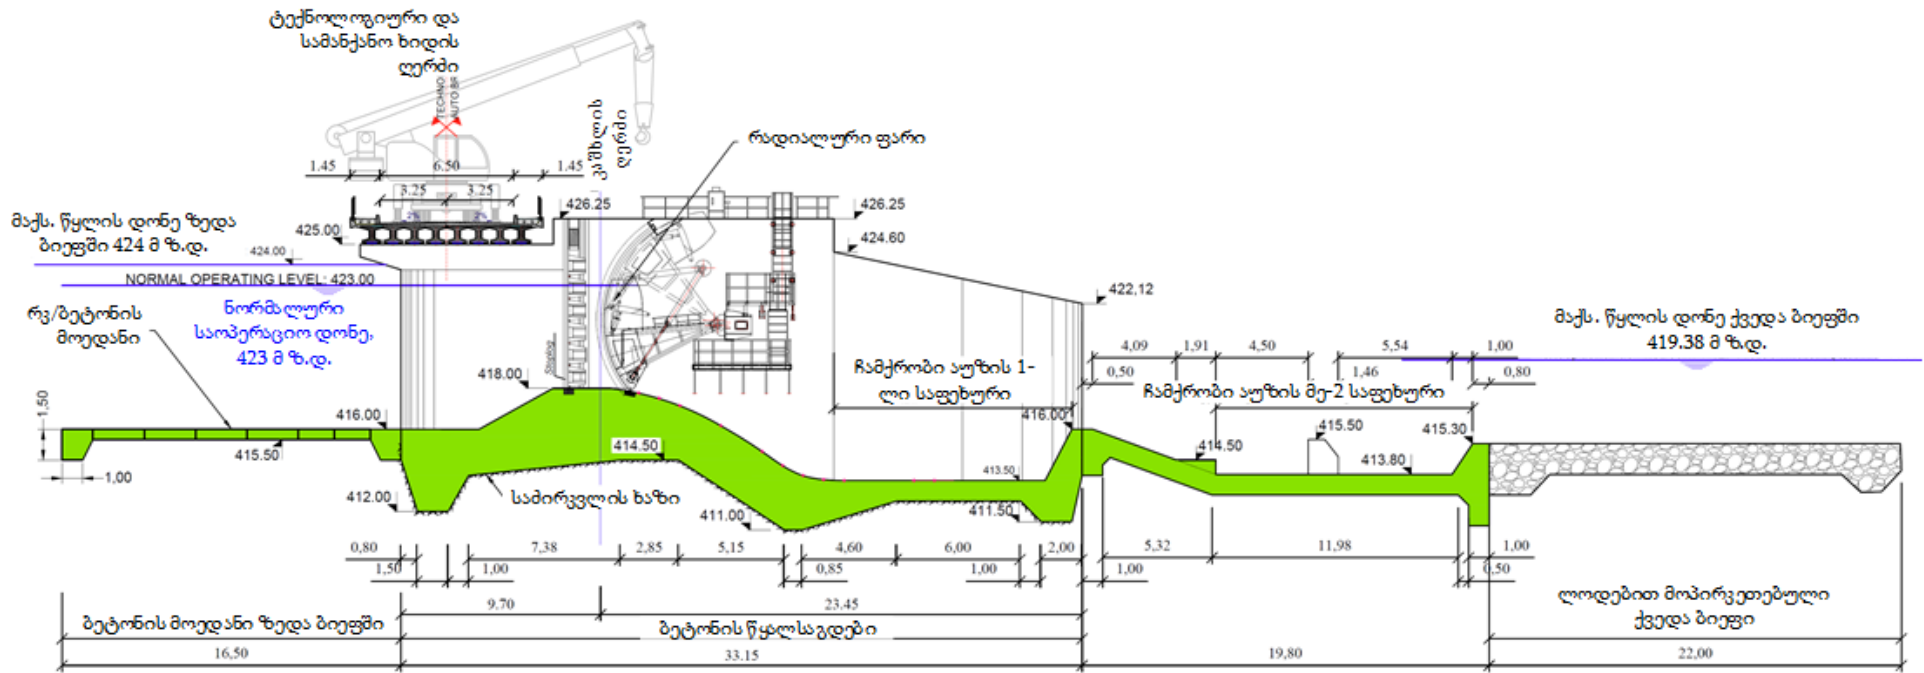 ტექნოლოგიური და
სამანქანო ხიდის
ღერძი
TECHNO
AUTO BR
კაშხლის
ღერძი
რადიალური ფარი
1.45
6.50
1.45
3.25
3.25
2%
2%
426.25
426.25
425.00
424.60
მაქს. წყლის დონე ზედა
ბიეფში 424 მ ზ.დ.
424.00
NORMAL OPERATING LEVEL: 423.00
ნორმალური
საოპერაციო დონე,
423 მ ზ.დ.
რკ/ბეტონის
მოედანი
422,12
მაქს. წყლის დონე ქვედა ბიეფში
419.38 მ ზ.დ.
Stoplog
418.00
ჩამქრობი აუზის 1-
ლი საფეხური
4,09
1,91
4,50
5,54
1,00
0,50
1,46
0,80
ჩამქრობი აუზის მე-2 საფეხური
1,50
416.00
416.00
415.50
414.50
414.50
415.50
415.30
413.50
413.80
1,00
412.00
საძირკვლის ხაზი
411.00
411.50
0,80
7,38
2,85
5,15
4,60
6,00
2,00
5,32
11,98
1,00
1,50
1,00
0,85
1,00
1,00
0,50
9.70
23.45
ბეტონის მოედანი ზედა ბიეფში
ბეტონის წყალსაგდები
ლოდებით მოპირკეთებული
ქვედა ბიეფი
16,50
33.15
19,80
22,00